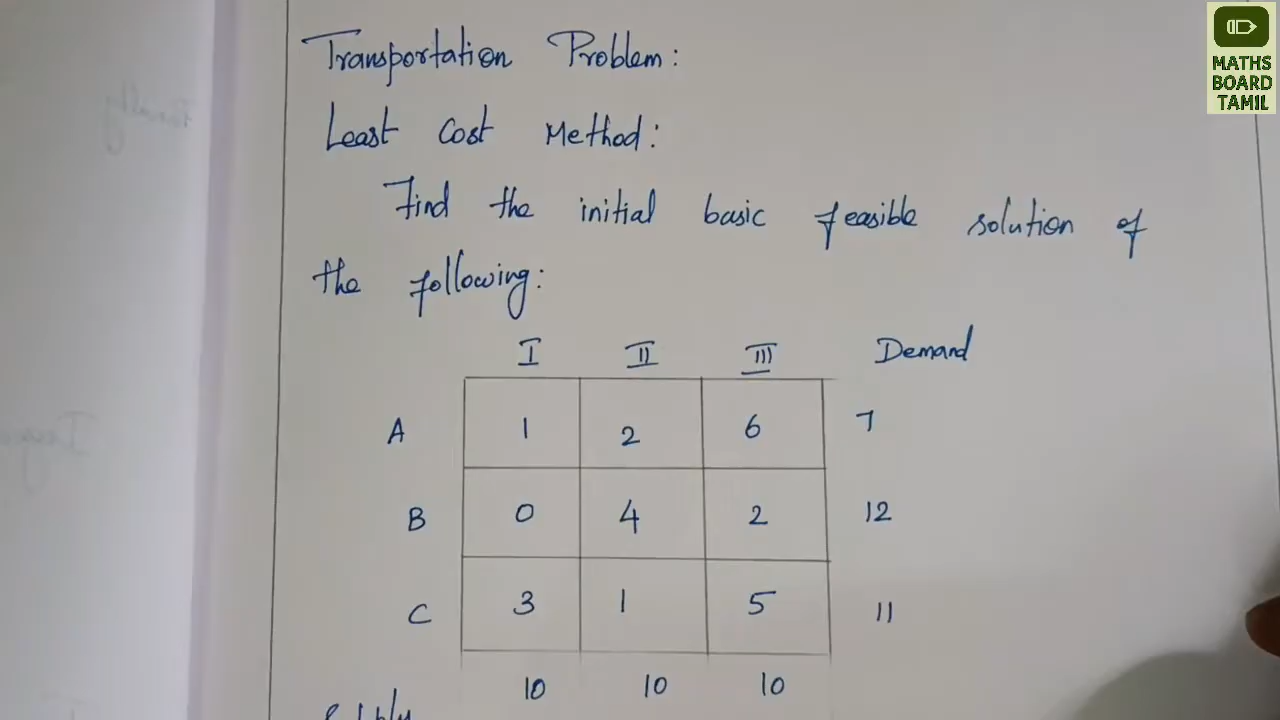 MATHS
BOARD
TAMIL
Transportation Problem:
Least Cost Method:
Find the initial basic feasible solution of
the following:
I II III Demand
A 1 2 6 7
B 0 4 2 12
C 3 1 5 11
10 10 10